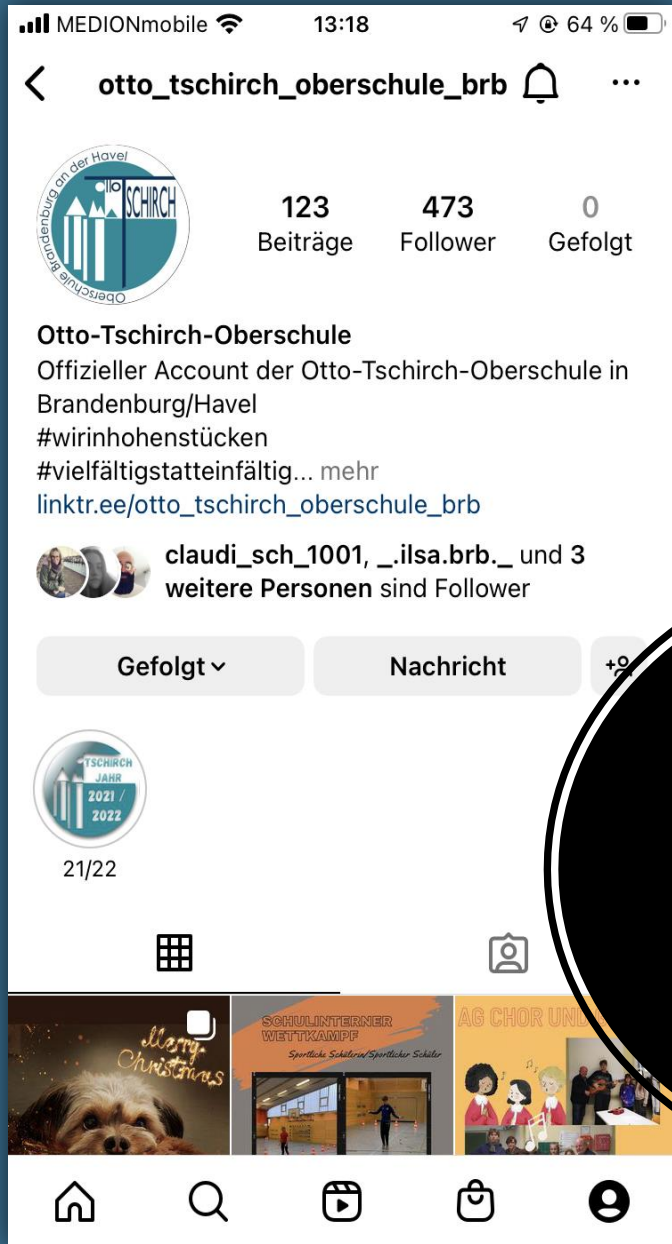 MEDIONmobile 13:18 64 %
otto_tschirch_oberschule_brb
Oberschule Brandenburg an der Havel
otto
TSCHIRCH
123 473 0
Beiträge Follower Gefolgt
Otto-Tschirch-Oberschule
Offizieller Account der Otto-Tschirch-Oberschule in
Brandenburg/Havel
#wirinhohenstücken
#vielfältigstatteinfältig... mehr
linktr.ee/otto_tschirch_oberschule_brb
claudi_sch_1001, _.ilsa.brb._ und 3
weitere Personen sind Follower
Gefolgt Nachricht
TSCHIRCH
JAHR
2021 /
2022
21/22
Merry
Christmas
SCHULINTERNER
WETTKAMPF
Sportliche Schülerin/Sportlicher Schüler
AG CHOR UND